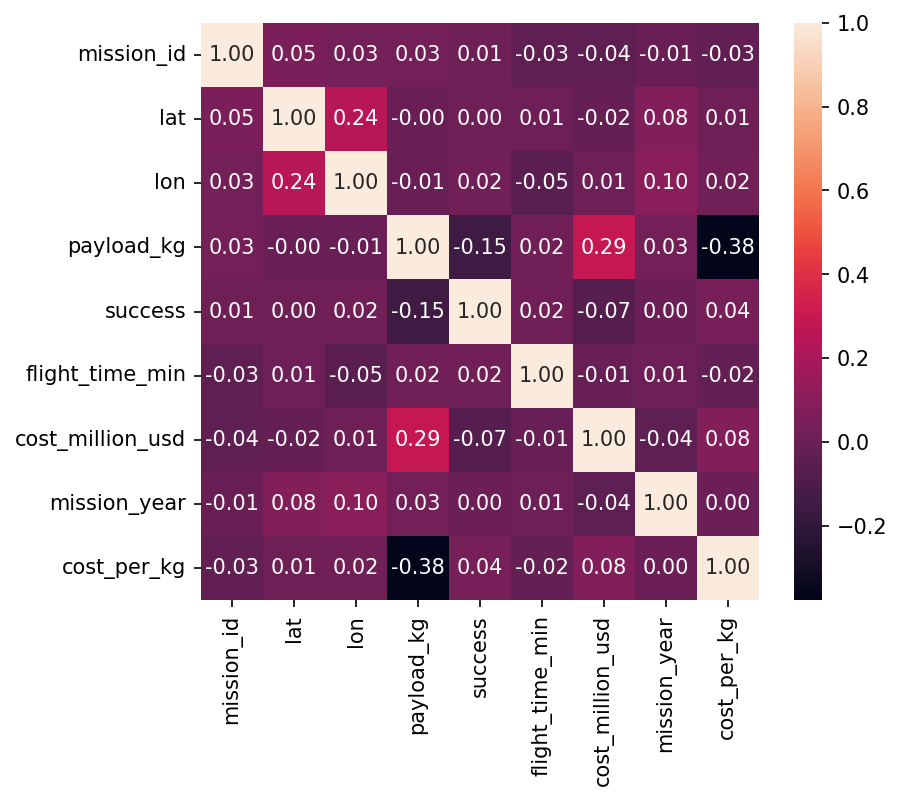 mission_id 1.00 0.05 0.03 0.03 0.01 -0.03 -0.04 -0.01 -0.03
lat 0.05 1.00 0.24 -0.00 0.00 0.01 -0.02 0.08 0.01
lon 0.03 0.24 1.00 -0.01 0.02 -0.05 0.01 0.10 0.02
payload_kg 0.03 -0.00 -0.01 1.00 -0.15 0.02 0.29 0.03 -0.38
success 0.01 0.00 0.02 -0.15 1.00 0.02 -0.07 0.00 0.04
flight_time_min -0.03 0.01 -0.05 0.02 0.02 1.00 -0.01 0.01 -0.02
cost_million_usd -0.04 -0.02 0.01 0.29 -0.07 -0.01 1.00 -0.04 0.08
mission_year -0.01 0.08 0.10 0.03 0.00 0.01 -0.04 1.00 0.00
cost_per_kg -0.03 0.01 0.02 -0.38 0.04 -0.02 0.08 0.00 1.00
mission_id
lat
lon
payload_kg
success
flight_time_min
cost_million_usd
mission_year
cost_per_kg
1.0
0.8
0.6
0.4
0.2
0.0
−0.2